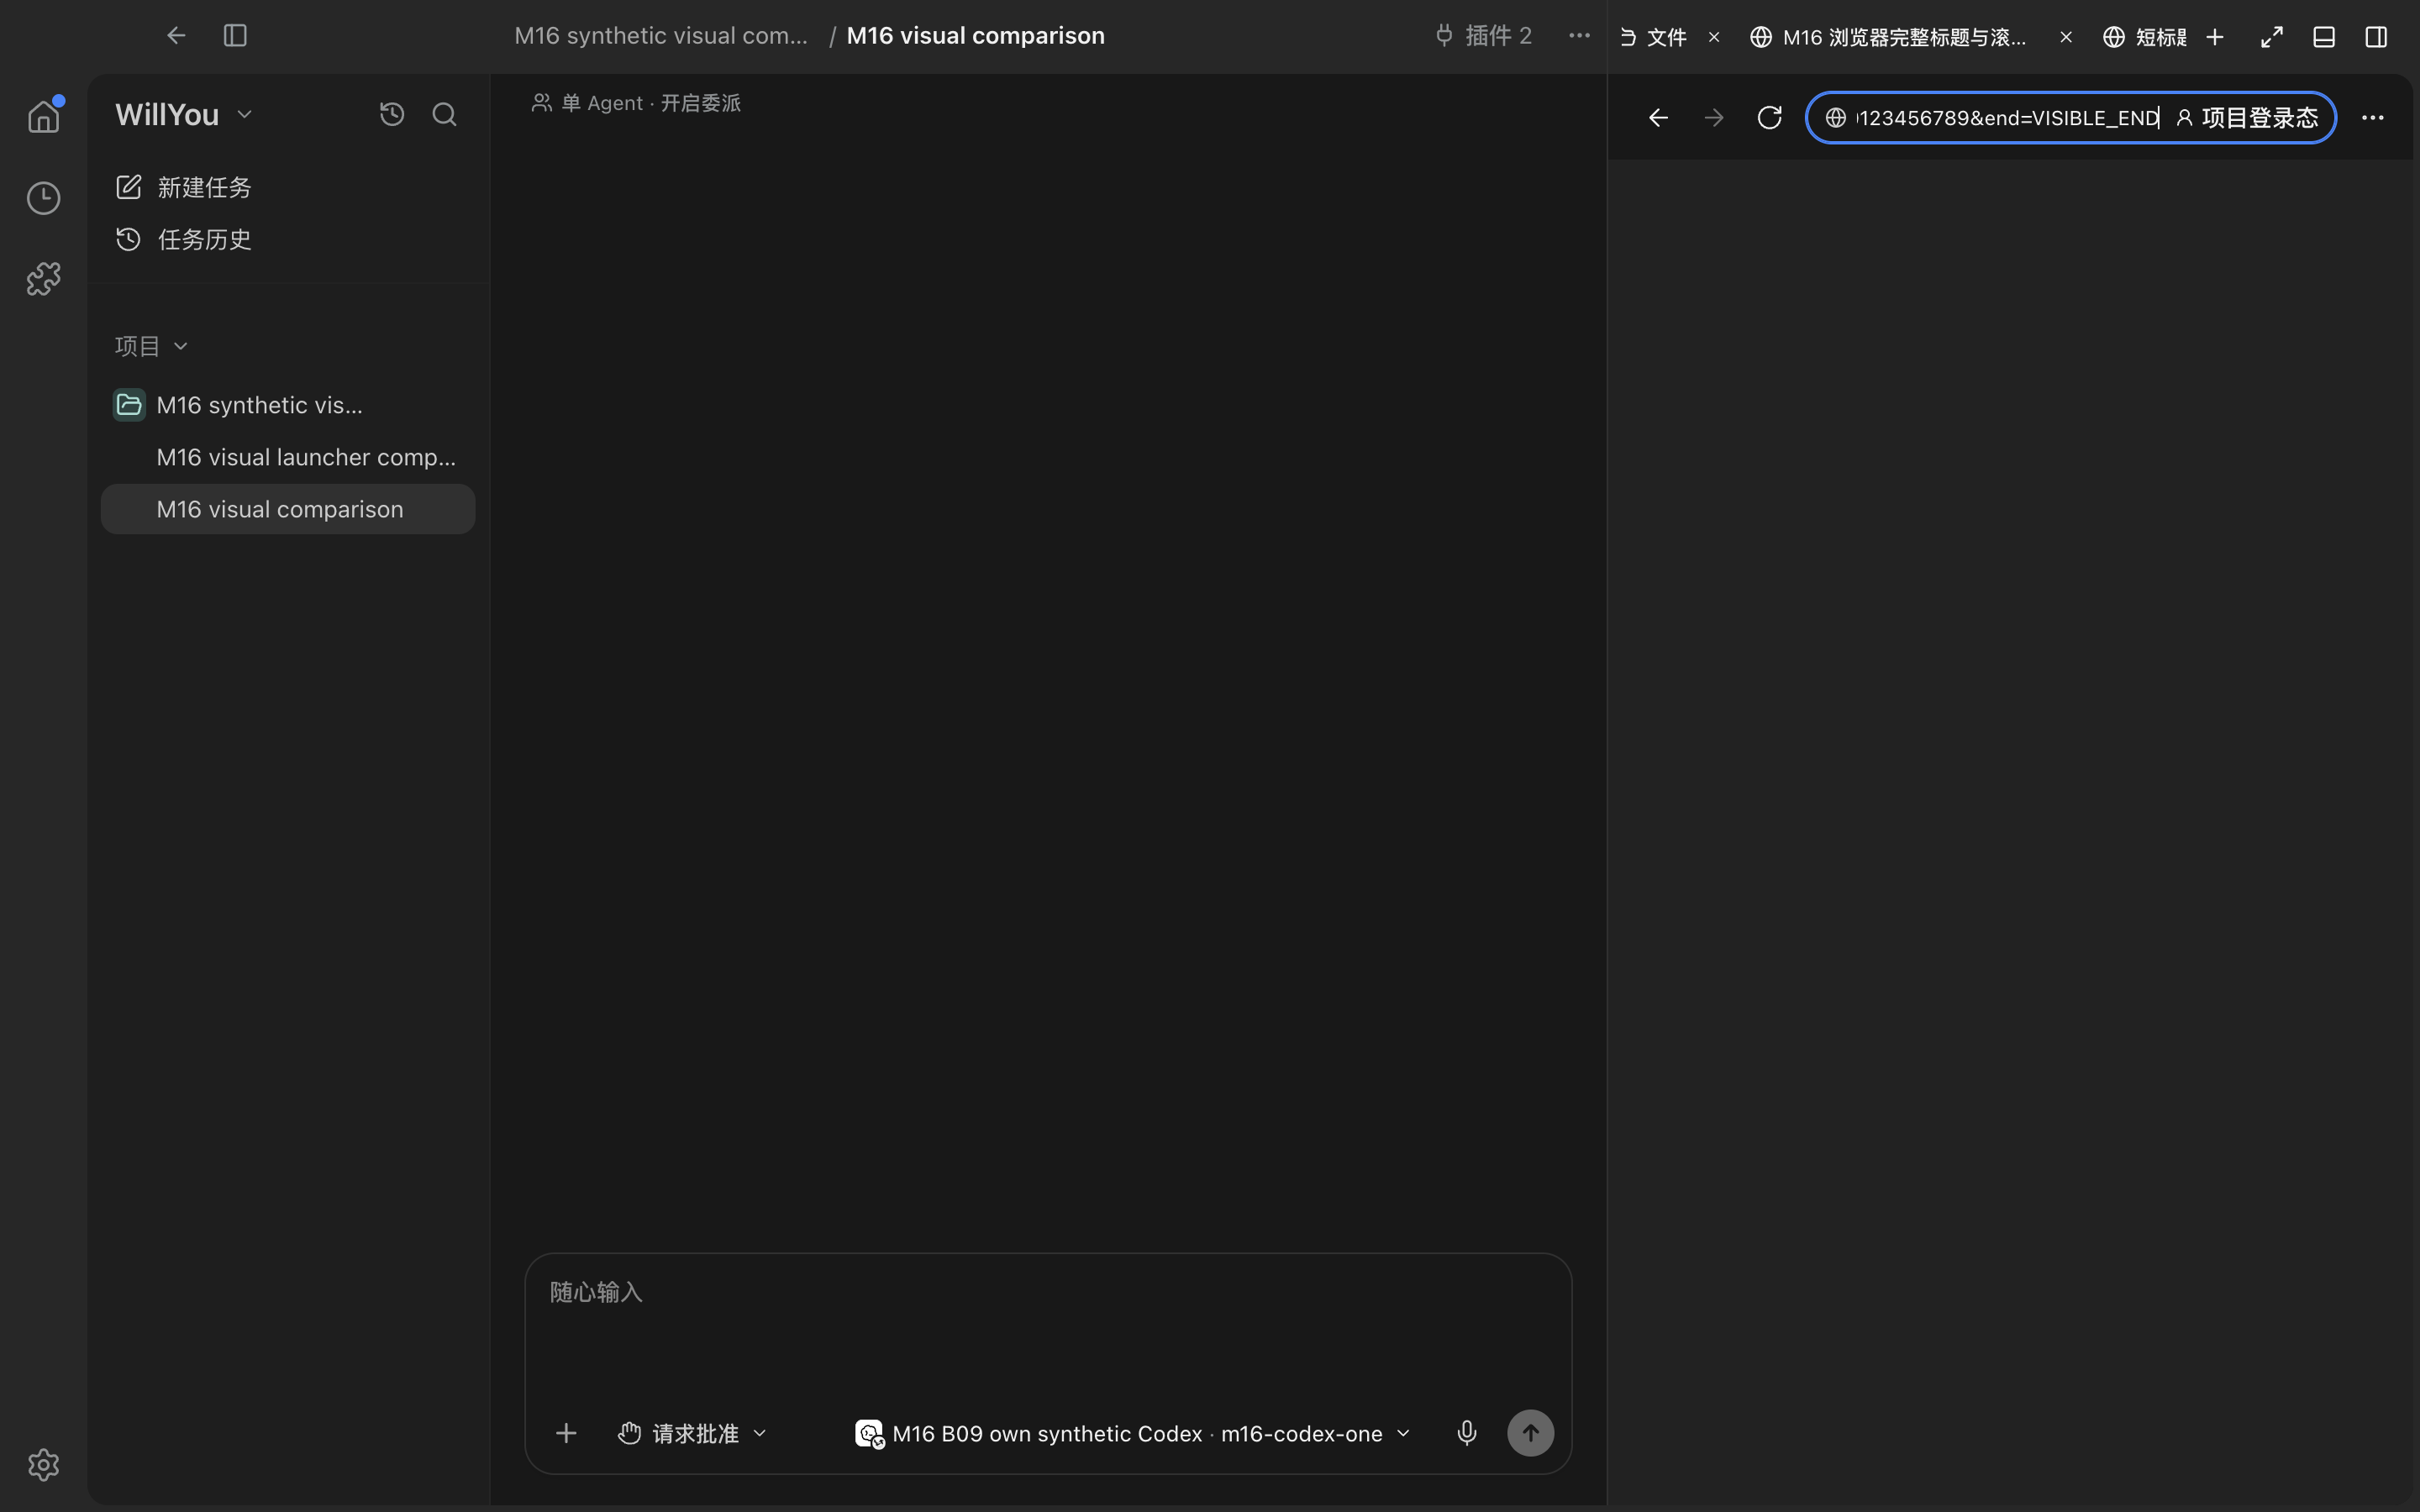 M16 synthetic visual com... / M16 visual comparison
插件 2
文件
M16 浏览器完整标题与滚...
短标题
WillYou
新建任务
任务历史
项目
M16 synthetic vis...
M16 visual launcher comp...
M16 visual comparison
单 Agent · 开启委派
123456789&end=VISIBLE_END
项目登录态
随心输入
请求批准
M16 B09 own synthetic Codex · m16-codex-one